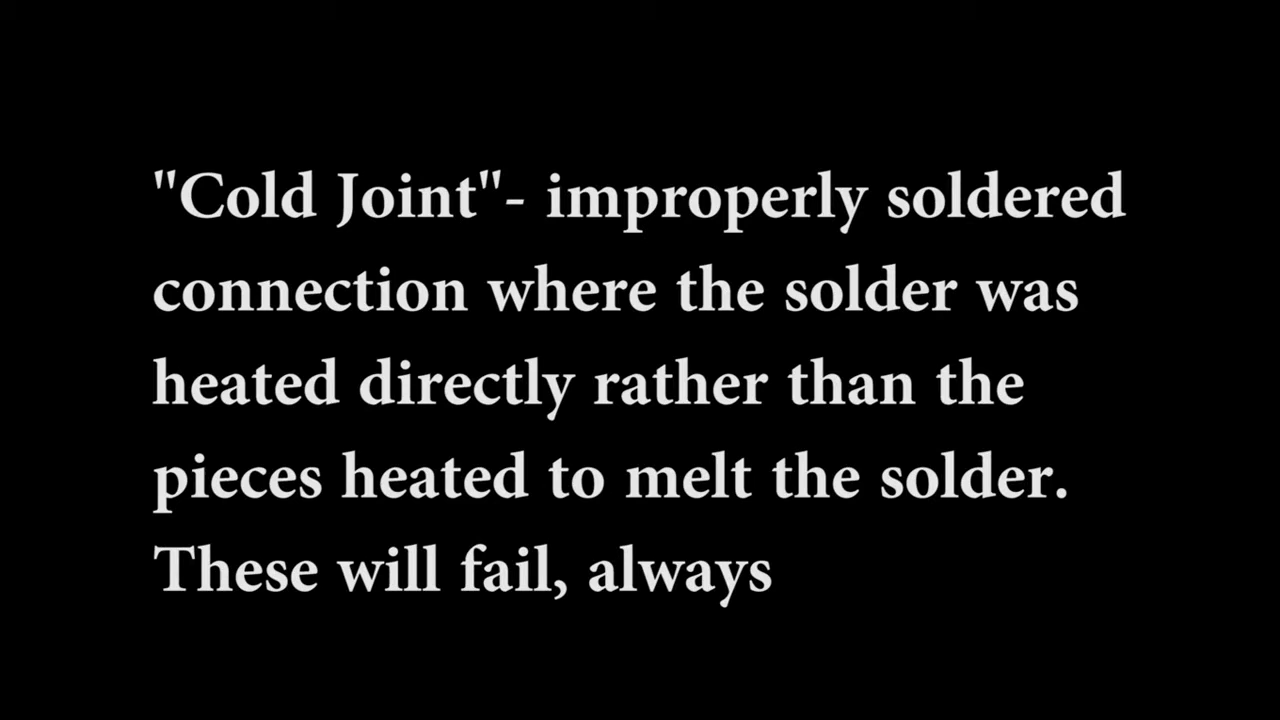 "Cold Joint"- improperly soldered
connection where the solder was
heated directly rather than the
pieces heated to melt the solder.
These will fail, always